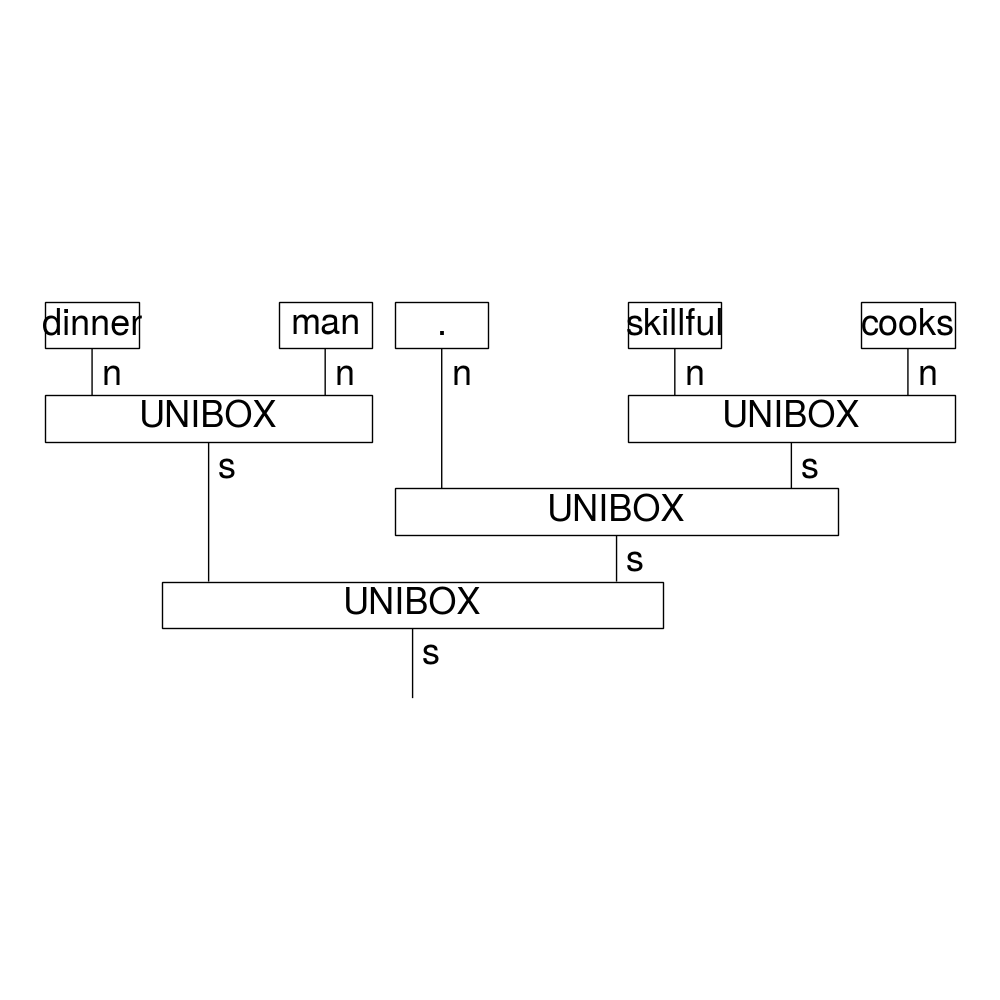 dinner man . skillful cooks
n n n n n
UNIBOX UNIBOX
s s
UNIBOX
s
UNIBOX
s